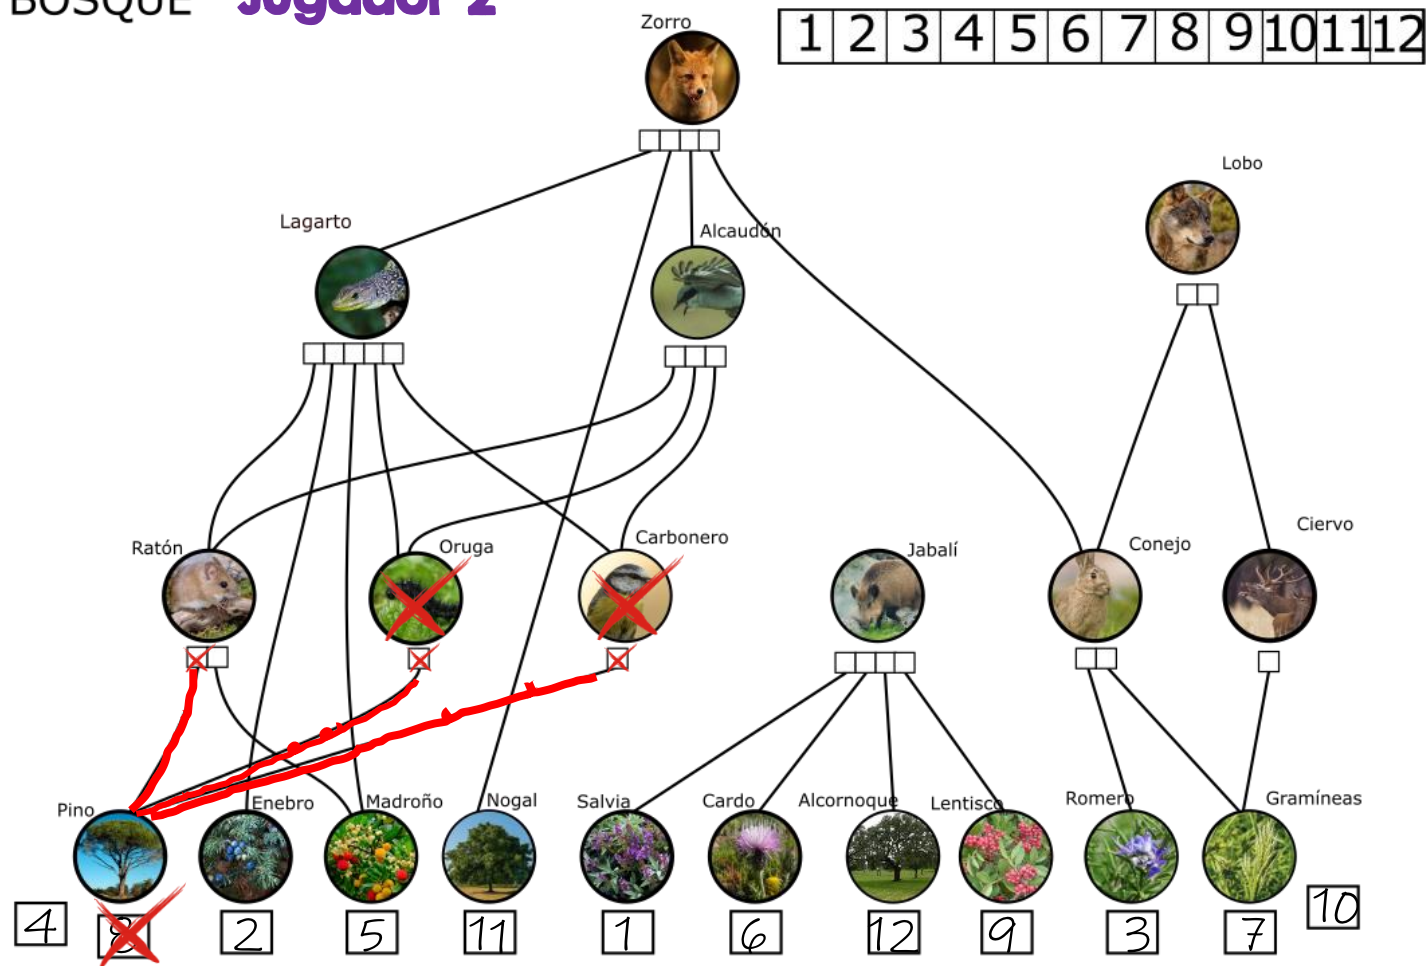 BOSQUE Jugador 2
1 2 3 4 5 6 7 8 9 10 11 12
Zorro
Lobo
Lagarto
Alcaudón
Ratón
Oruga
Carbonero
Jabalí
Conejo
Ciervo
Pino
Enebro
Madroño
Nogal
Salvia
Cardo
Alcornoque
Lentisco
Romero
Gramíneas
4 8 2 5 11 1 6 12 9 3 7 10